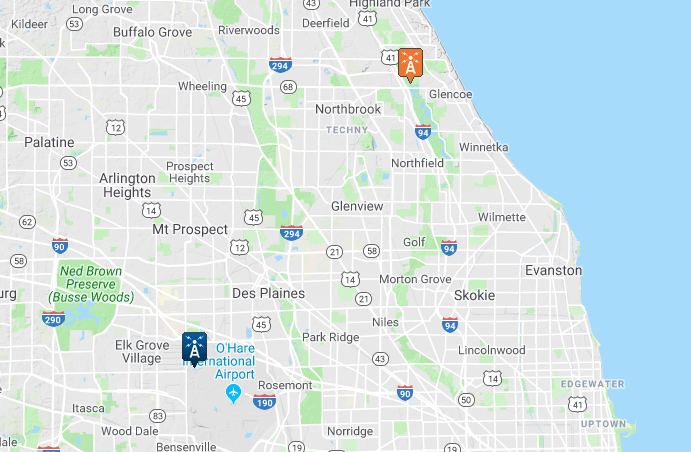 Highland Park
Long Grove
43
41
Kildeer
53
Deerfield
Buffalo Grove
Riverwoods
41
294
Glencoe
Wheeling
45
68
Northbrook
12
TECHNY
94
Palatine
Winnetka
53
Prospect
Heights
Northfield
Arlington
Heights
14
Glenview
62
45
Wilmette
Mt Prospect
294
90
12
Golf
94
58
21
58
Ned Brown
Preserve
(Busse Woods)
Evanston
14
Morton Grove
urg
Des Plaines
21
Skokie
290
45
Niles
94
Park Ridge
Elk Grove
Village
O'Hare
International
Airport
Lincolnwood
43
Rosemont
14
EDGEWATER
90
190
Itasca
83
41
50
UPTOWN
Wood Dale
Norridge
dale
19
Bensenville
43